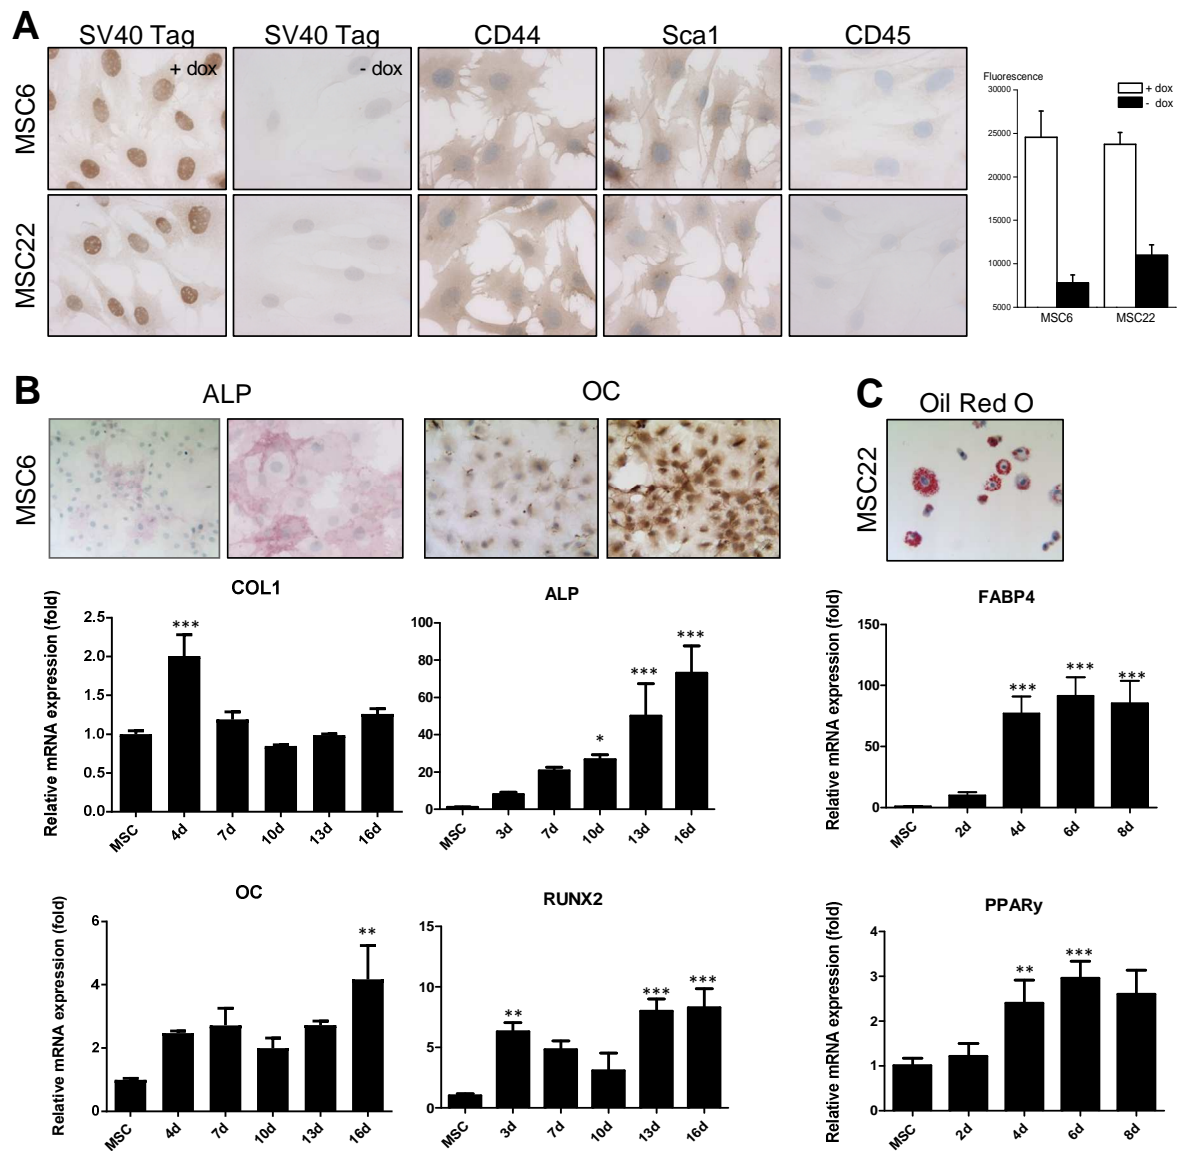 A
SV40 Tag
SV40 Tag
CD44
Sca1
CD45
+ dox
- dox
MSC6
MSC22
Fluorescence
+ dox
- dox
30000
25000
20000
15000
10000
5000
MSC6
MSC22
B
ALP
OC
MSC6
C
Oil Red O
MSC22
COL1
Relative mRNA expression (fold)
2.5
2.0
1.5
1.0
0.5
0.0
***
MSC
4d
7d
10d
13d
16d
ALP
100
80
60
40
20
0
*
***
***
MSC
3d
7d
10d
13d
16d
FABP4
Relative mRNA expression (fold)
150
100
50
0
***
***
***
MSC
2d
4d
6d
8d
OC
Relative mRNA expression (fold)
6
4
2
0
**
MSC
4d
7d
10d
13d
16d
RUNX2
15
10
5
0
**
***
***
MSC
3d
7d
10d
13d
16d
PPARy
Relative mRNA expression (fold)
4
3
2
1
0
**
***
MSC
2d
4d
6d
8d